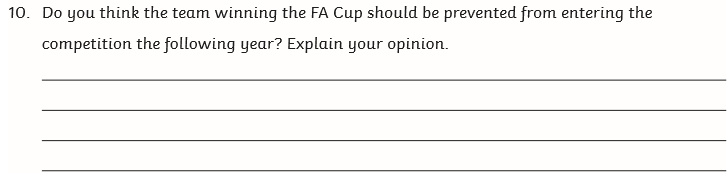 10. Do you think the team winning the FA Cup should be prevented from entering the
competition the following year? Explain your opinion.